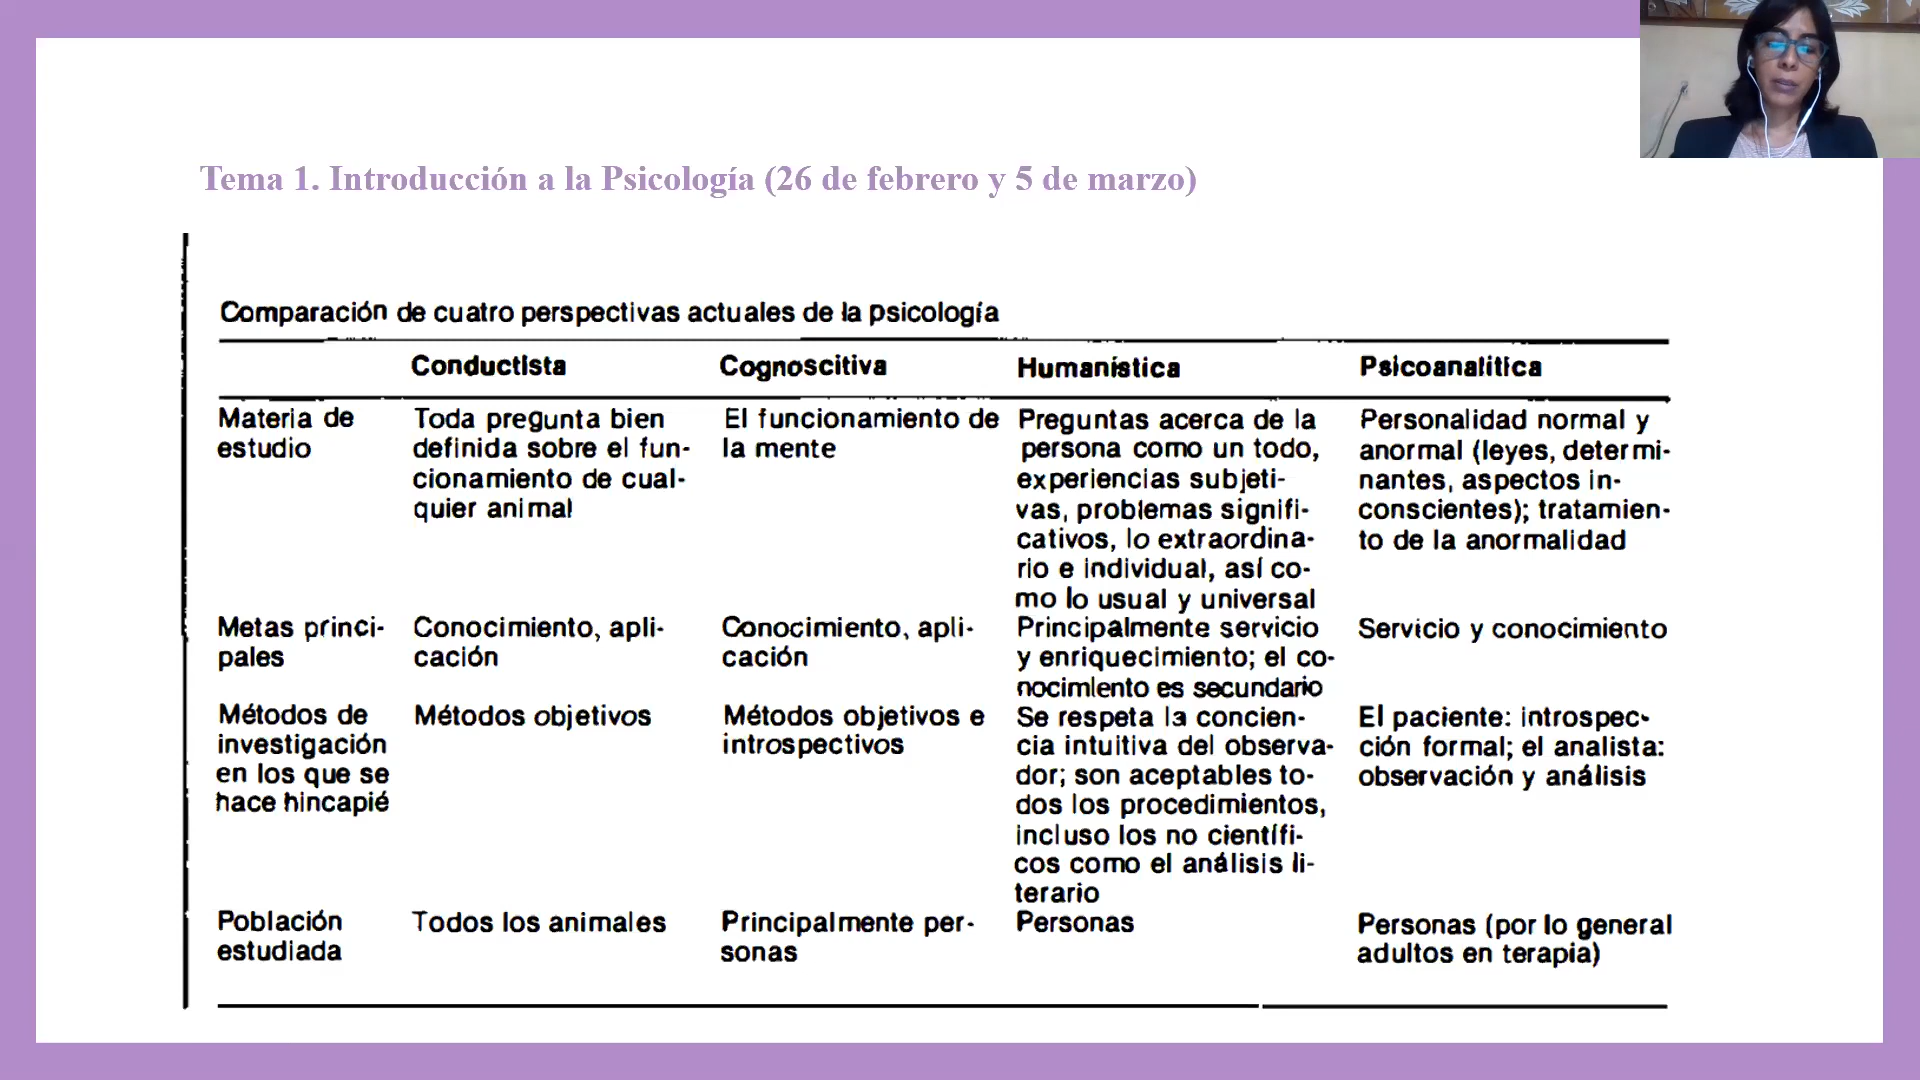 Tema 1. Introducción a la Psicología (26 de febrero y 5 de marzo)
Comparación de cuatro perspectivas actuales de la psicología
Conductista
Cognoscitiva
Humanística
Psicoanalítica
Materia de
estudio
Toda pregunta bien
definida sobre el fun-
cionamiento de cual-
quier animal
El funcionamiento de
la mente
Preguntas acerca de la
persona como un todo,
experiencias subjeti-
vas, problemas signifi-
cativos, lo extraordina-
rio e individual, así co-
mo lo usual y universal
Personalidad normal y
anormal (leyes, determi-
nantes, aspectos in-
conscientes); tratamien-
to de la anormalidad
Metas princi-
pales
Conocimiento, apli-
cación
Conocimiento, apli-
cación
Principalmente servicio
y enriquecimiento; el co-
nocimiento es secundario
Servicio y conocimiento
Métodos de
investigación
en los que se
hace hincapié
Métodos objetivos
Métodos objetivos e
introspectivos
Se respeta la concien-
cia intuitiva del observa-
dor; son aceptables to-
dos los procedimientos,
incluso los no científi-
cos como el análisis li-
terario
El paciente: introspec-
ción formal; el analista:
observación y análisis
Población
estudiada
Todos los animales
Principalmente per-
sonas
Personas
Personas (por lo general
adultos en terapia)